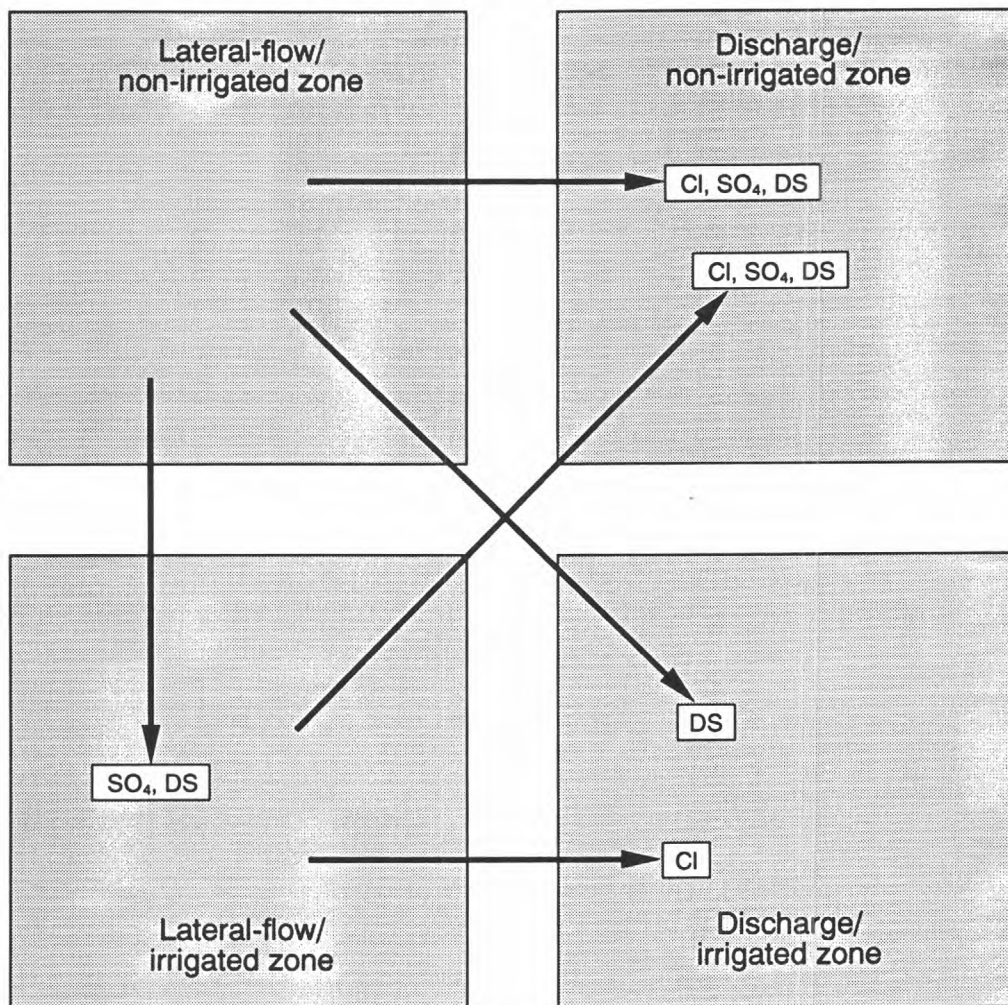 Lateral-flow/
non-irrigated zone
Discharge/
non-irrigated zone
Cl, SO₄, DS
Cl, SO₄, DS
SO₄, DS
DS
Cl
Lateral-flow/
irrigated zone
Discharge/
irrigated zone